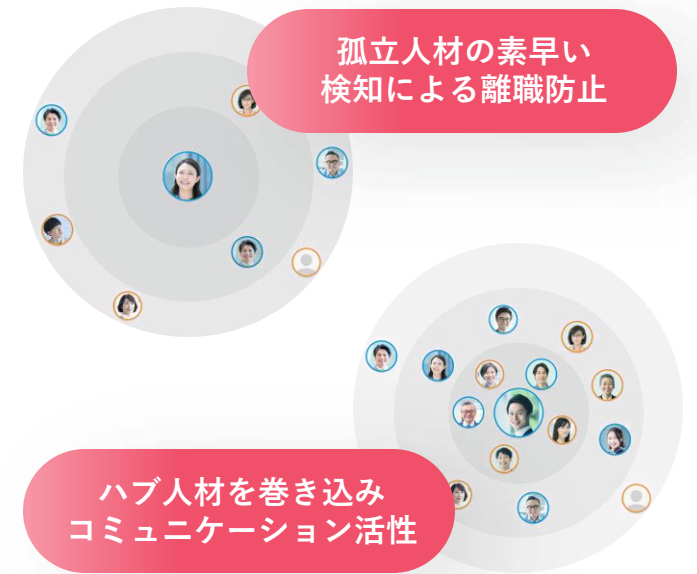 孤立人材の素早い
検知による離職防止
ハブ人材を巻き込み
コミュニケーション活性